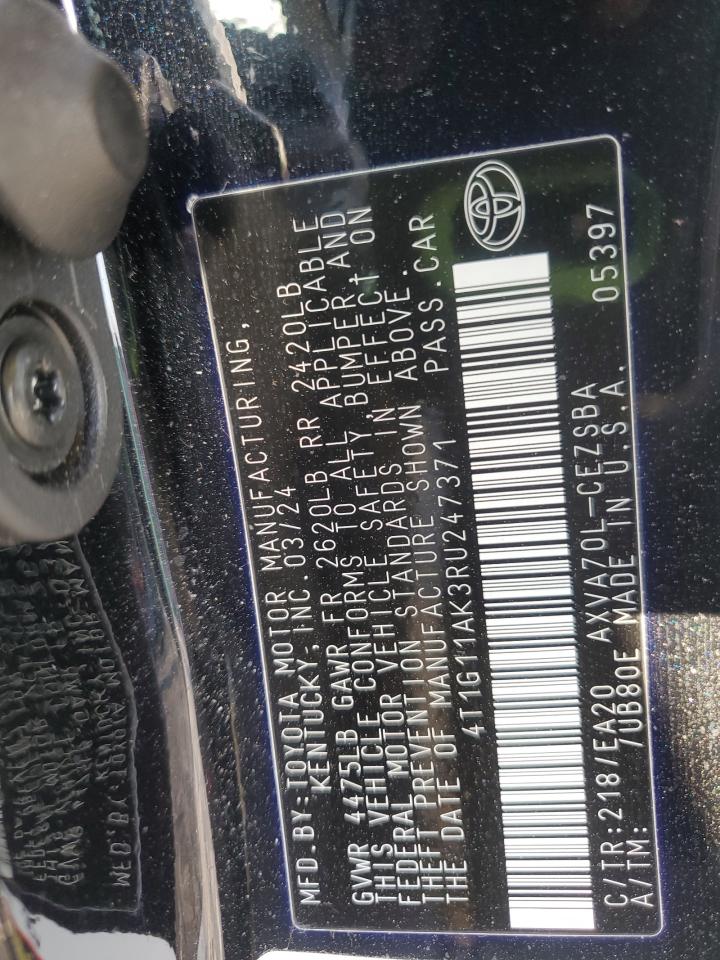 MFD.BY:TOYOTA MOTOR MANUFACTURING,
KENTUCKY, INC.03/24
GVWR 4475LB GAWR FR 2620LB RR 2420LB
THIS VEHICLE CONFORMS TO ALL APPLICABLE
FEDERAL MOTOR VEHICLE SAFETY, BUMPER, AND
THEFT PREVENTION STANDARDS IN EFFECT ON
THE DATE OF MANUFACTURE SHOWN ABOVE.
4T1G11AK3RU247371 PASS.CAR
C/TR:218/EA20 AXVA70L-CEZSBA 05397
A/TM: /UB80E MADE IN U.S.A.